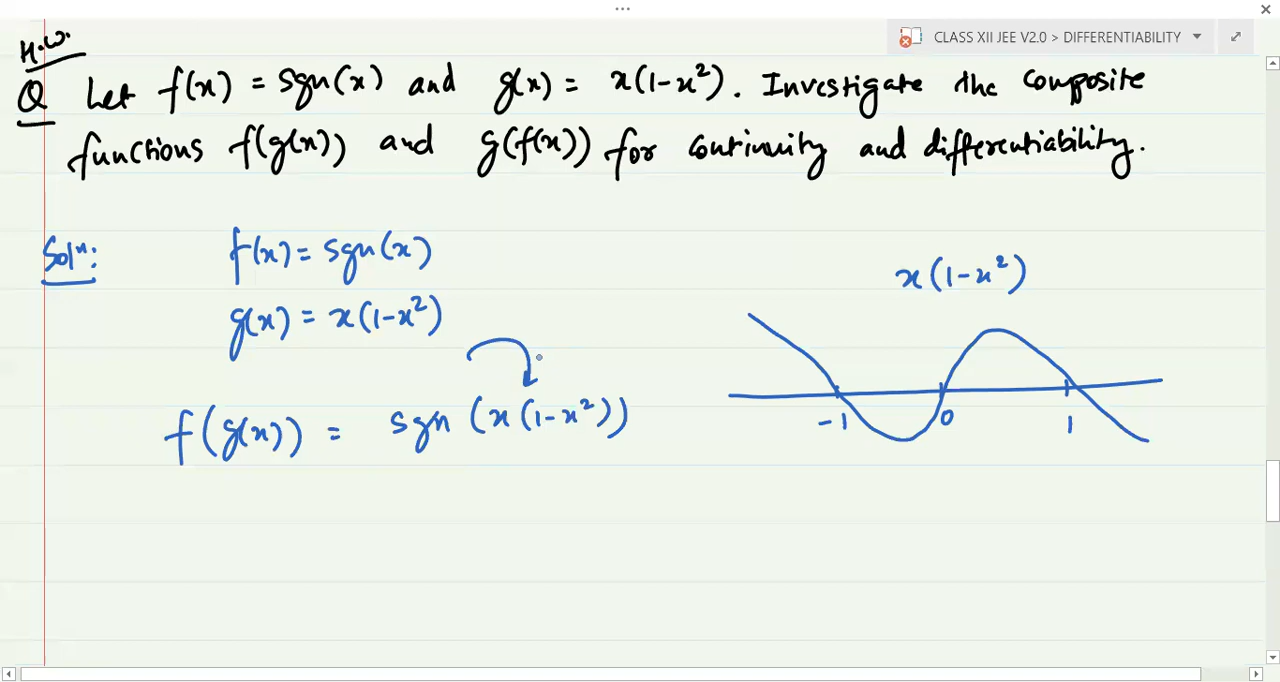 CLASS XII JEE V2.0 > DIFFERENTIABILITY
H.W.
Q Let f(x) = sgn(x) and g(x) = x(1-x²). Investigate the composite
functions f(g(x)) and g(f(x)) for continuity and differentiability.
Solⁿ: f(x) = sgn(x)
g(x) = x(1-x²)
f(g(x)) = sgn (x(1-x²))
x(1-x²)
-1 0 1